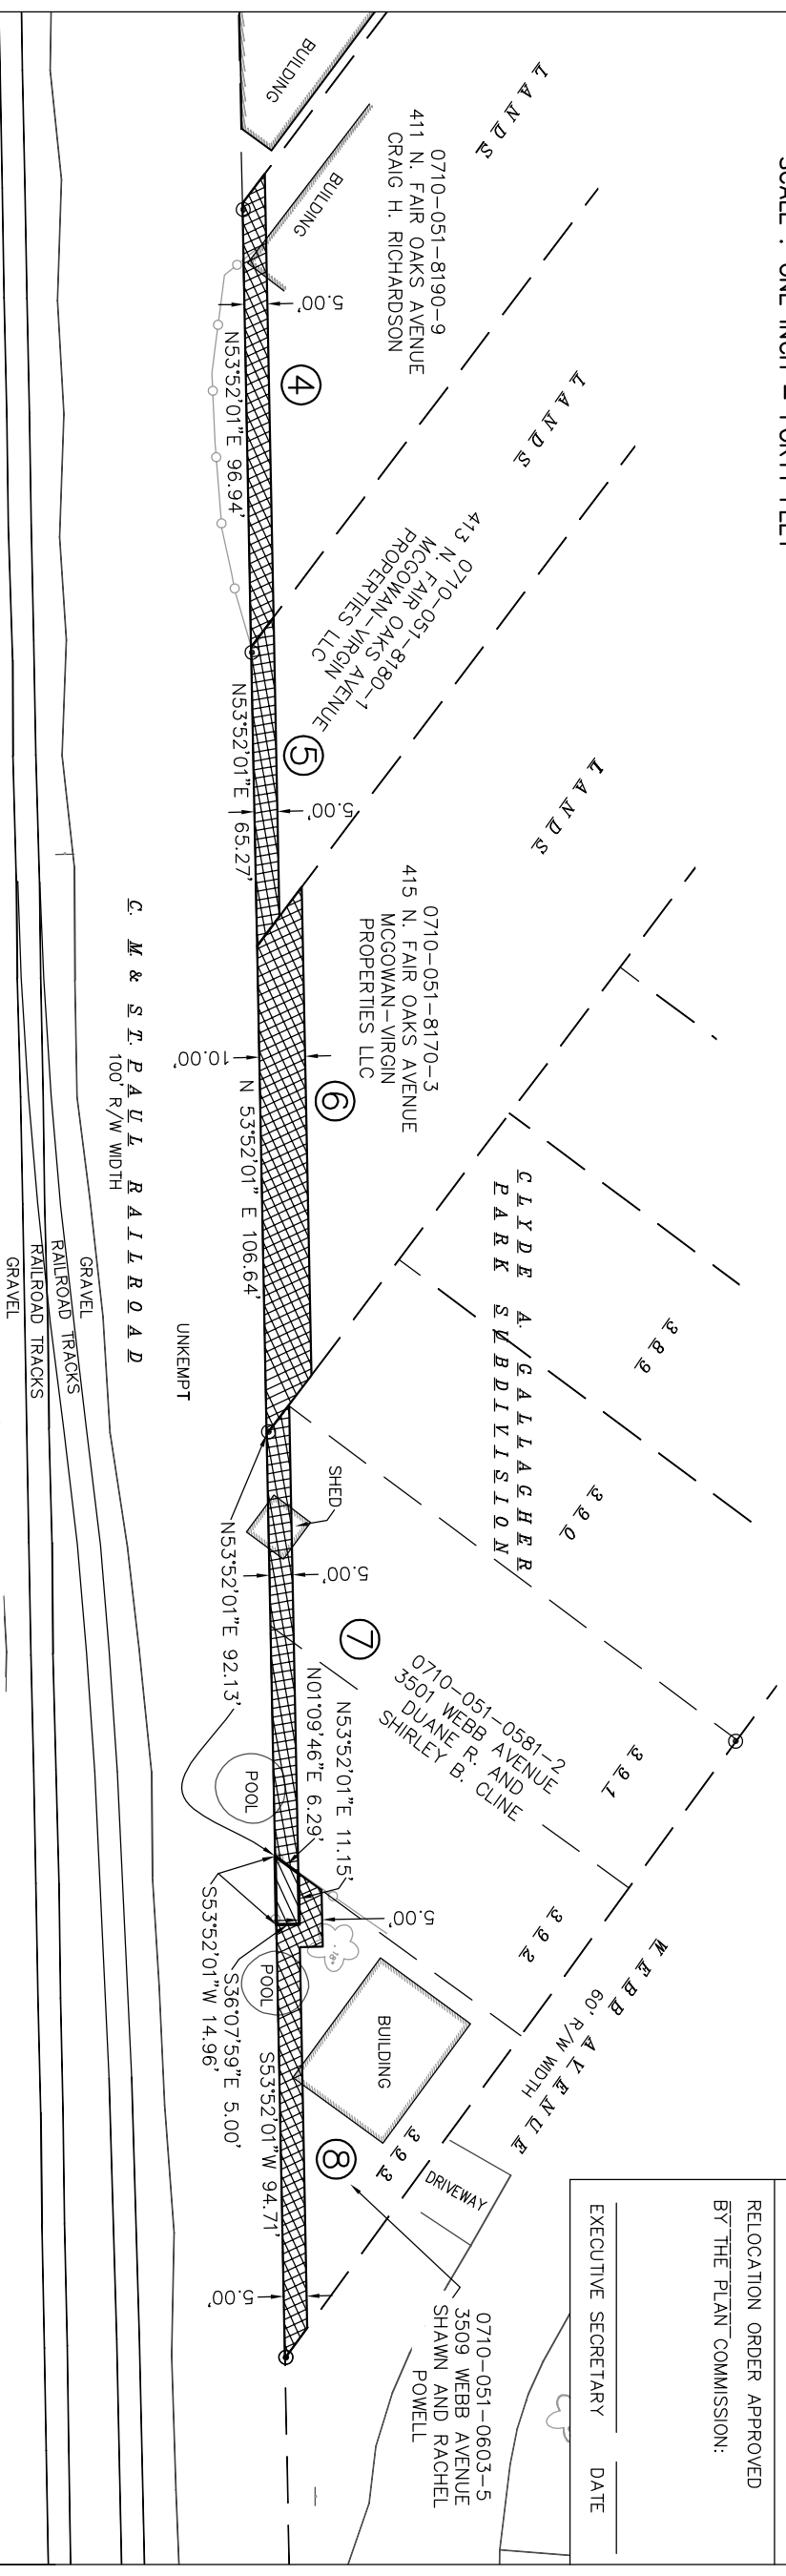 SCALE : ONE INCH = FORTY FEET
BUILDING
BUILDING
LANDS
0710-051-8190-9
411 N. FAIR OAKS AVENUE
CRAIG H. RICHARDSON
5.00'
4
N53°52'01"E 96.94'
LANDS
0710-051-8180-1
413 N. FAIR OAKS AVENUE
MCGOWAN-VIRGIN
PROPERTIES LLC
5
N53°52'01"E 65.27'
5.00'
LANDS
0710-051-8170-3
415 N. FAIR OAKS AVENUE
MCGOWAN-VIRGIN
PROPERTIES LLC
10.00'
6
N 53°52'01" E 106.64'
C. M. & ST. PAUL RAILROAD
100' R/W WIDTH
UNKEMPT
GRAVEL
RAILROAD TRACKS
RAILROAD TRACKS
GRAVEL
CLYDE A. GALLAGHER
PARK SUBDIVISION
389
390
SHED
5.00'
N53°52'01"E 92.13'
7
0710-051-0581-2
3501 WEBB AVENUE
DUANE R. AND
SHIRLEY B. CLINE
391
N53°52'01"E 11.15'
N01°09'46"E 6.29'
POOL
5.00'
392
18"
S36°07'59"E 5.00'
S53°52'01"W 14.96'
POOL
BUILDING
S53°52'01"W 94.71'
393
8
WEBB AVENUE
60' R/W WIDTH
DRIVEWAY
5.00'
0710-051-0603-5
3509 WEBB AVENUE
SHAWN AND RACHEL
POWELL
RELOCATION ORDER APPROVED
BY THE PLAN COMMISSION:
EXECUTIVE SECRETARY
DATE